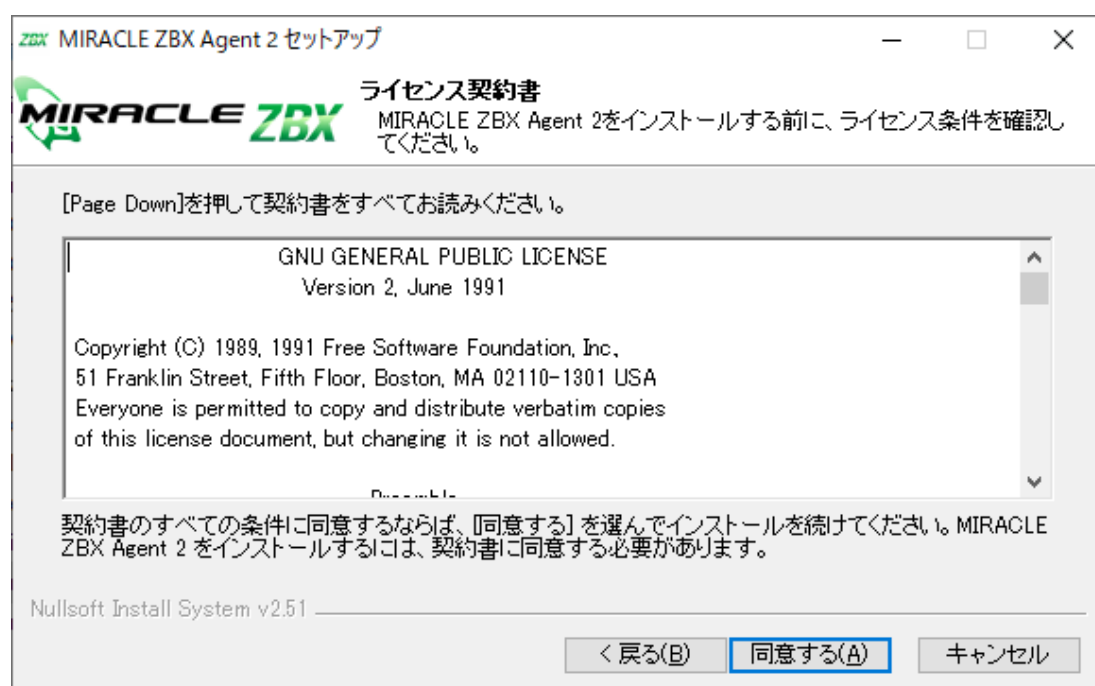 ZBX MIRACLE ZBX Agent 2 セットアップ
MIRACLE ZBX
ライセンス契約書
MIRACLE ZBX Agent 2をインストールする前に、ライセンス条件を確認し
てください。
[Page Down]を押して契約書をすべてお読みください。
GNU GENERAL PUBLIC LICENSE
Version 2, June 1991
Copyright (C) 1989, 1991 Free Software Foundation, Inc.,
51 Franklin Street, Fifth Floor, Boston, MA 02110-1301 USA
Everyone is permitted to copy and distribute verbatim copies
of this license document, but changing it is not allowed.
契約書のすべての条件に同意するならば、[同意する] を選んでインストールを続けてください。MIRACLE
ZBX Agent 2 をインストールするには、契約書に同意する必要があります。
Nullsoft Install System v2.51
< 戻る(B)
同意する(A)
キャンセル